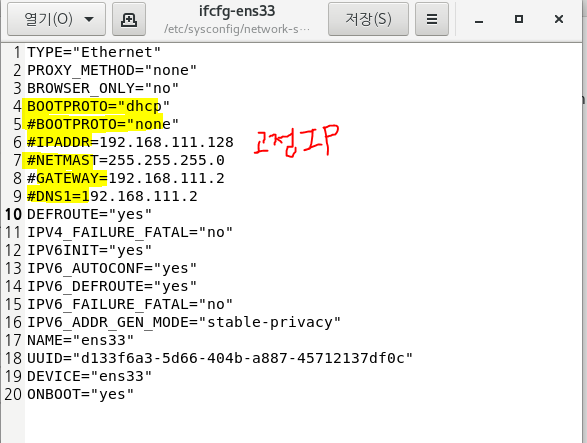 열기(O)
ifcfg-ens33
/etc/sysconfig/network-s…
저장(S)
1 TYPE="Ethernet"
2 PROXY_METHOD="none"
3 BROWSER_ONLY="no"
4 BOOTPROTO="dhcp"
5 #BOOTPROTO="none"
6 #IPADDR=192.168.111.128 고정IP
7 #NETMAST=255.255.255.0
8 #GATEWAY=192.168.111.2
9 #DNS1=192.168.111.2
10 DEFROUTE="yes"
11 IPV4_FAILURE_FATAL="no"
12 IPV6INIT="yes"
13 IPV6_AUTOCONF="yes"
14 IPV6_DEFROUTE="yes"
15 IPV6_FAILURE_FATAL="no"
16 IPV6_ADDR_GEN_MODE="stable-privacy"
17 NAME="ens33"
18 UUID="d133f6a3-5d66-404b-a887-45712137df0c"
19 DEVICE="ens33"
20 ONBOOT="yes"